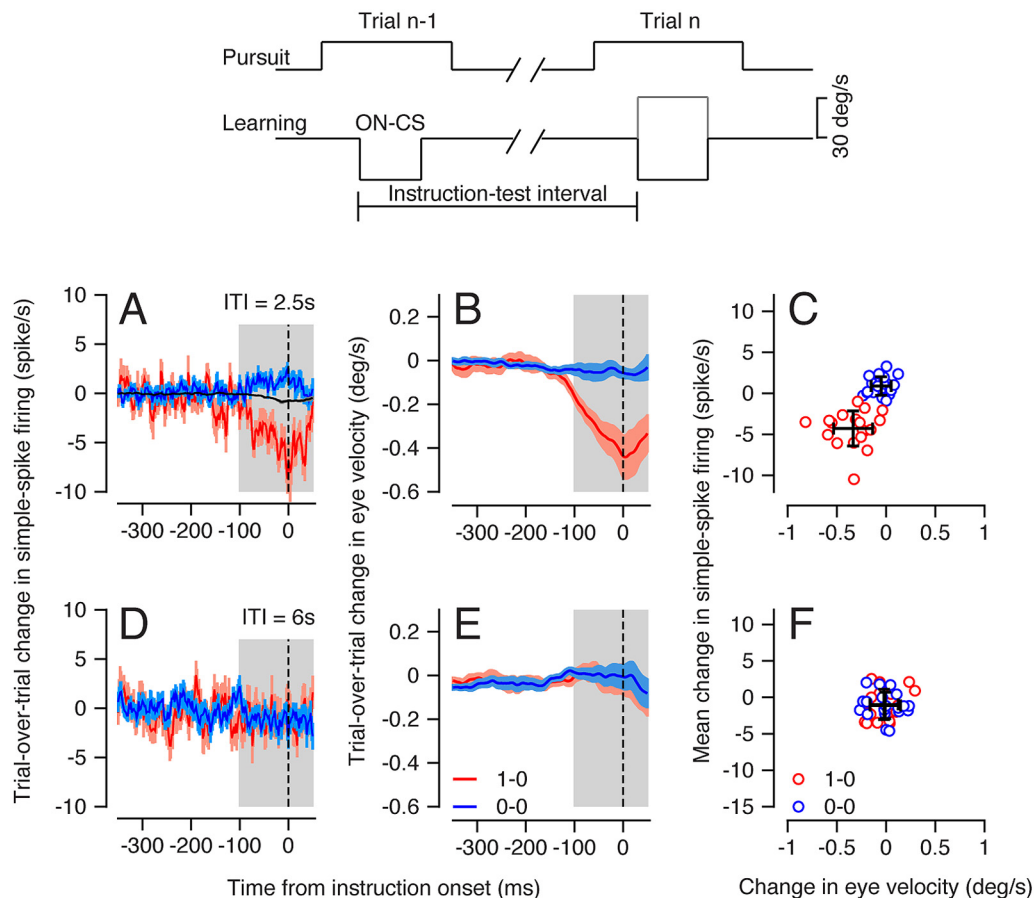 Trial n-1 Trial n
Pursuit
Learning ON-CS
30 deg/s
Instruction-test interval
A ITI = 2.5s
Trial-over-trial change in simple-spike firing (spike/s)
10
5
0
-5
-10
-300 -200 -100 0
B
Trial-over-trial change in eye velocity (deg/s)
0.2
0
-0.2
-0.4
-0.6
-300 -200 -100 0
C
Mean change in simple-spike firing (spike/s)
10
5
0
-5
-10
-1 -0.5 0 0.5 1
D ITI = 6s
10
5
0
-5
-10
-300 -200 -100 0
E
0.2
0
-0.2
-0.4
-0.6
1-0
0-0
-300 -200 -100 0
F
10
5
0
-5
-10
-15
1-0
0-0
-1 -0.5 0 0.5 1
Time from instruction onset (ms)
Change in eye velocity (deg/s)